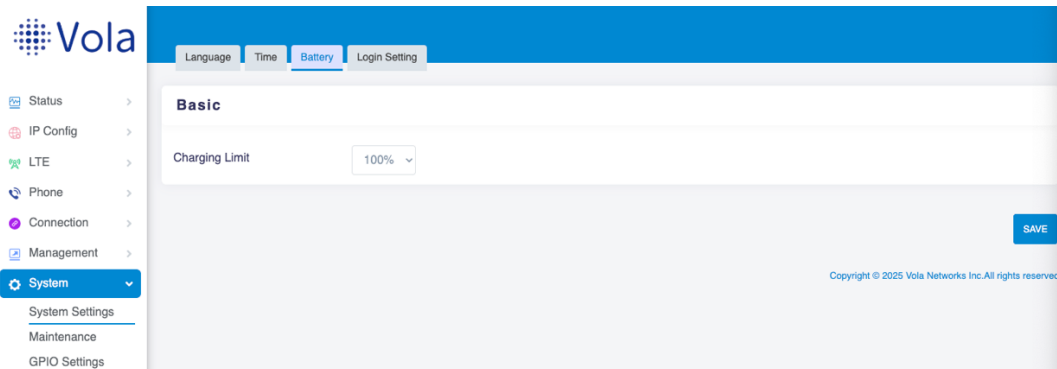 Vola
Language Time Battery Login Setting
Status
IP Config
LTE
Phone
Connection
Management
System
System Settings
Maintenance
GPIO Settings
Basic
Charging Limit 100%
SAVE
Copyright © 2025 Vola Networks Inc.All rights reserved